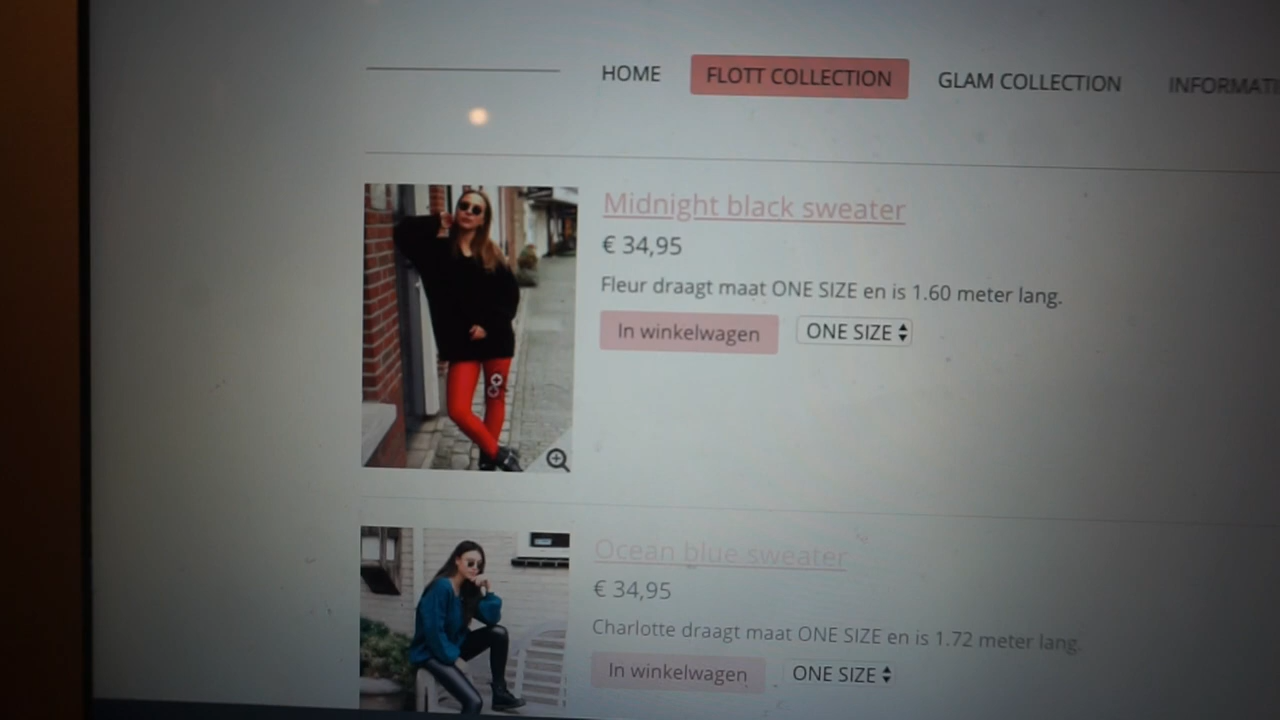 HOME FLOTT COLLECTION GLAM COLLECTION
Midnight black sweater
€ 34,95
Fleur draagt maat ONE SIZE en is 1.60 meter lang.
In winkelwagen ONE SIZE
Ocean blue sweater
€ 34,95
Charlotte draagt maat ONE SIZE en is 1.72 meter lang.
In winkelwagen ONE SIZE